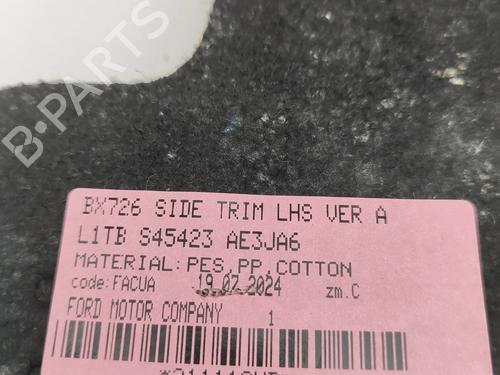 B-PARTS
BX726 SIDE TRIM LHS VER A
L1TB S45423 AE3JA6
MATERIAL:PES,PP,COTTON
code:FACUA 19.07.2024 zm.C
FORD MOTOR COMPANY 1